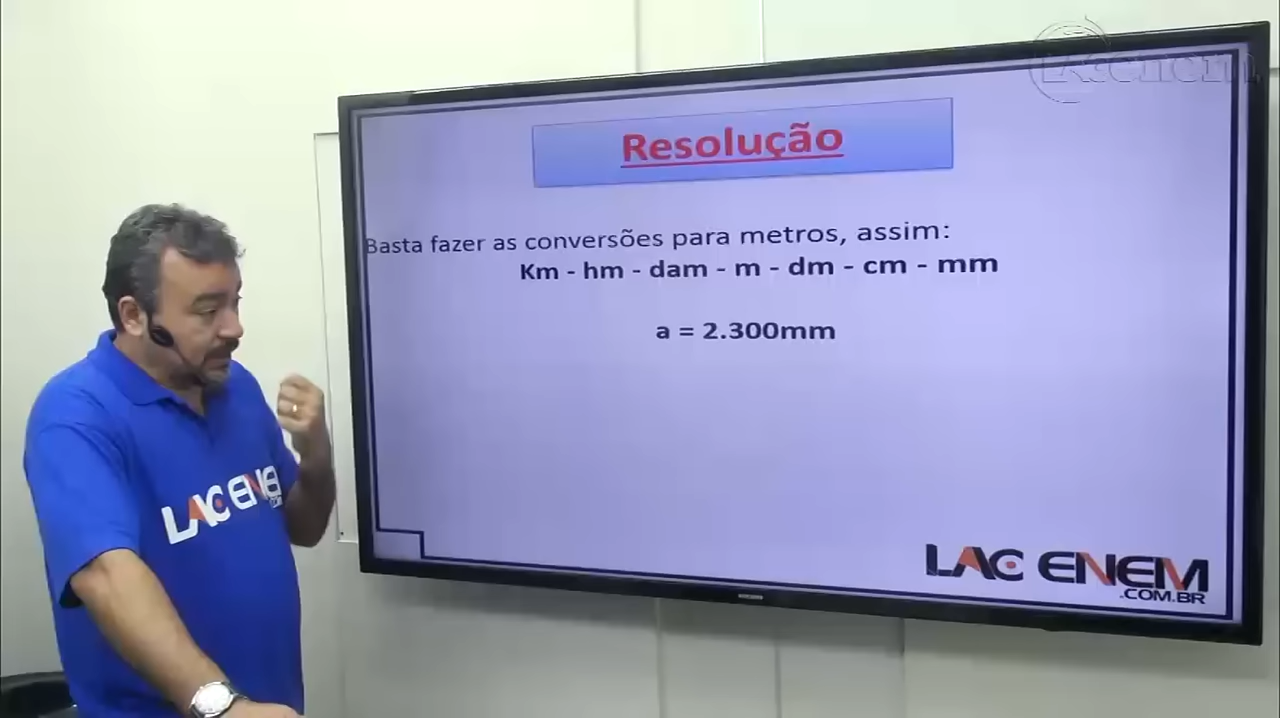 Resolução
Basta fazer as conversões para metros, assim:
Km - hm - dam - m - dm - cm - mm
a = 2.300mm
LAC ENEM
.COM.BR
LAC ENEM
.COM